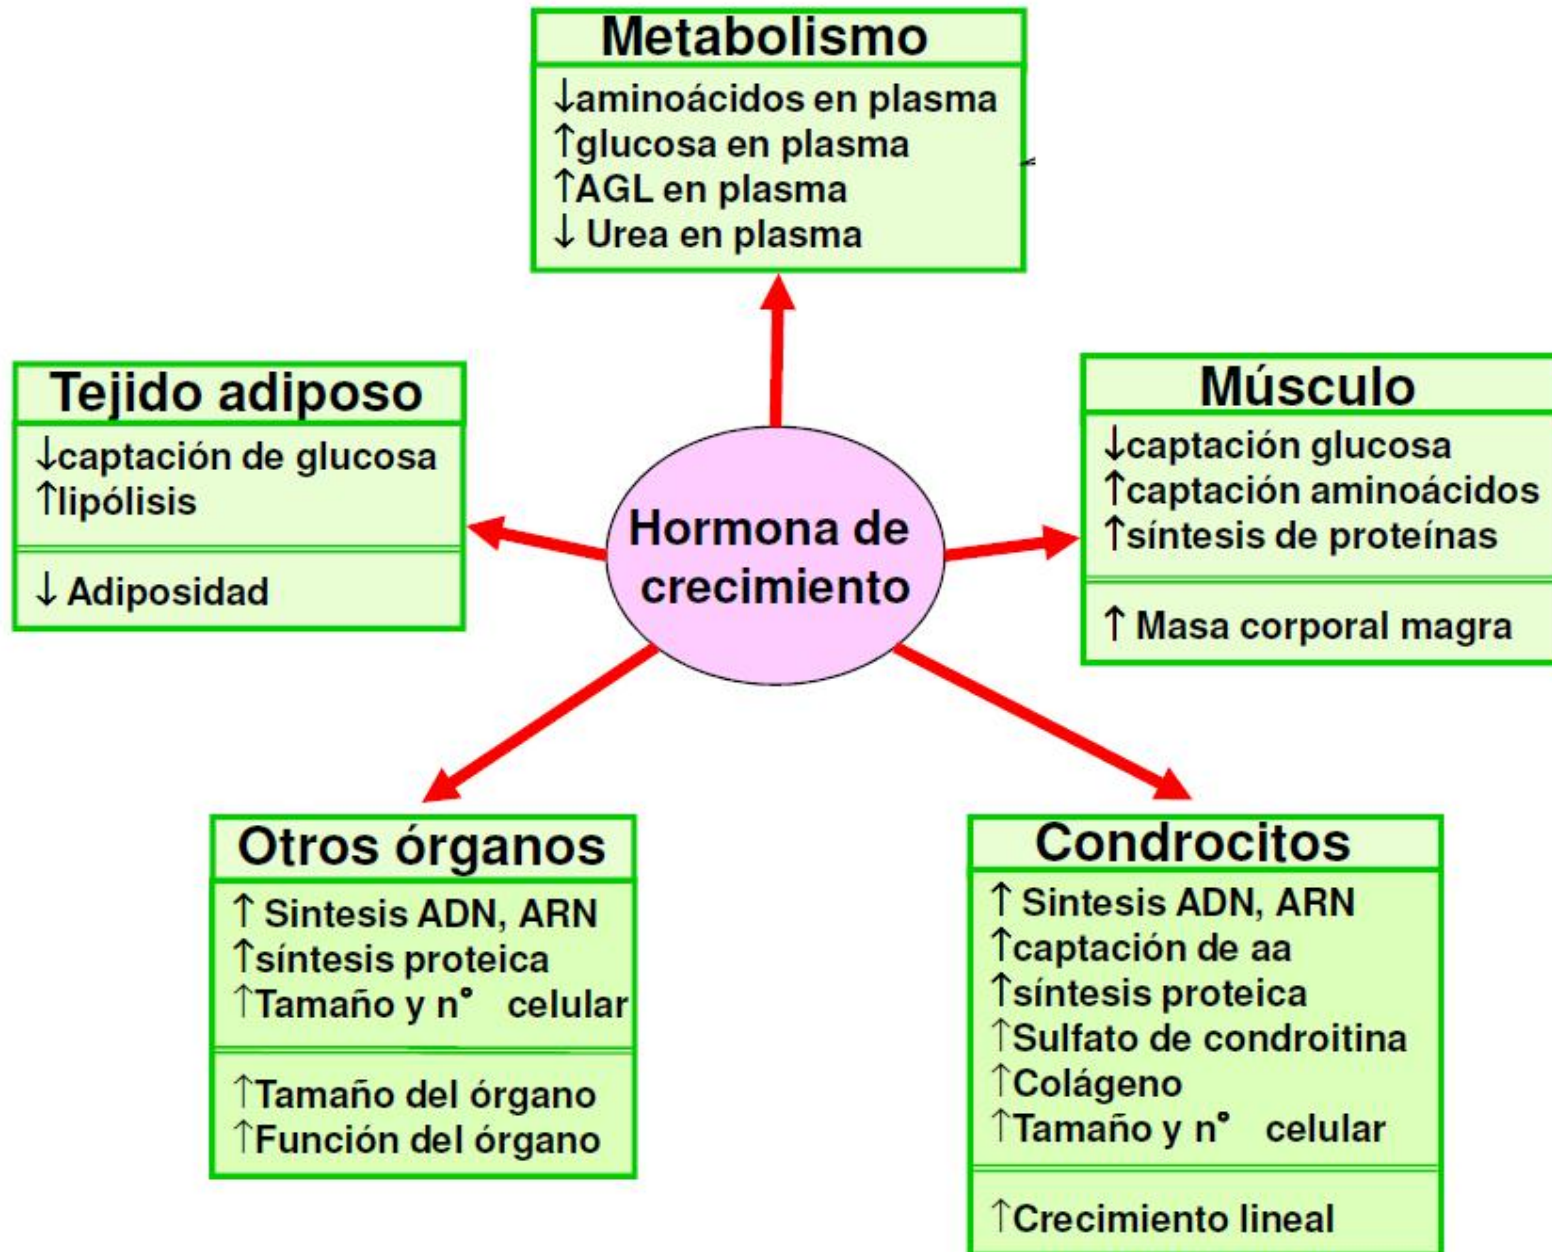 Metabolismo
↓aminoácidos en plasma
↑glucosa en plasma
↑AGL en plasma
↓ Urea en plasma
Tejido adiposo
↓captación de glucosa
↑lipólisis
↓ Adiposidad
Hormona de
crecimiento
Músculo
↓captación glucosa
↑captación aminoácidos
↑síntesis de proteínas
↑ Masa corporal magra
Otros órganos
↑ Sintesis ADN, ARN
↑síntesis proteica
↑Tamaño y n° celular
↑Tamaño del órgano
↑Función del órgano
Condrocitos
↑ Sintesis ADN, ARN
↑captación de aa
↑síntesis proteica
↑Sulfato de condroitina
↑Colágeno
↑Tamaño y n° celular
↑Crecimiento lineal